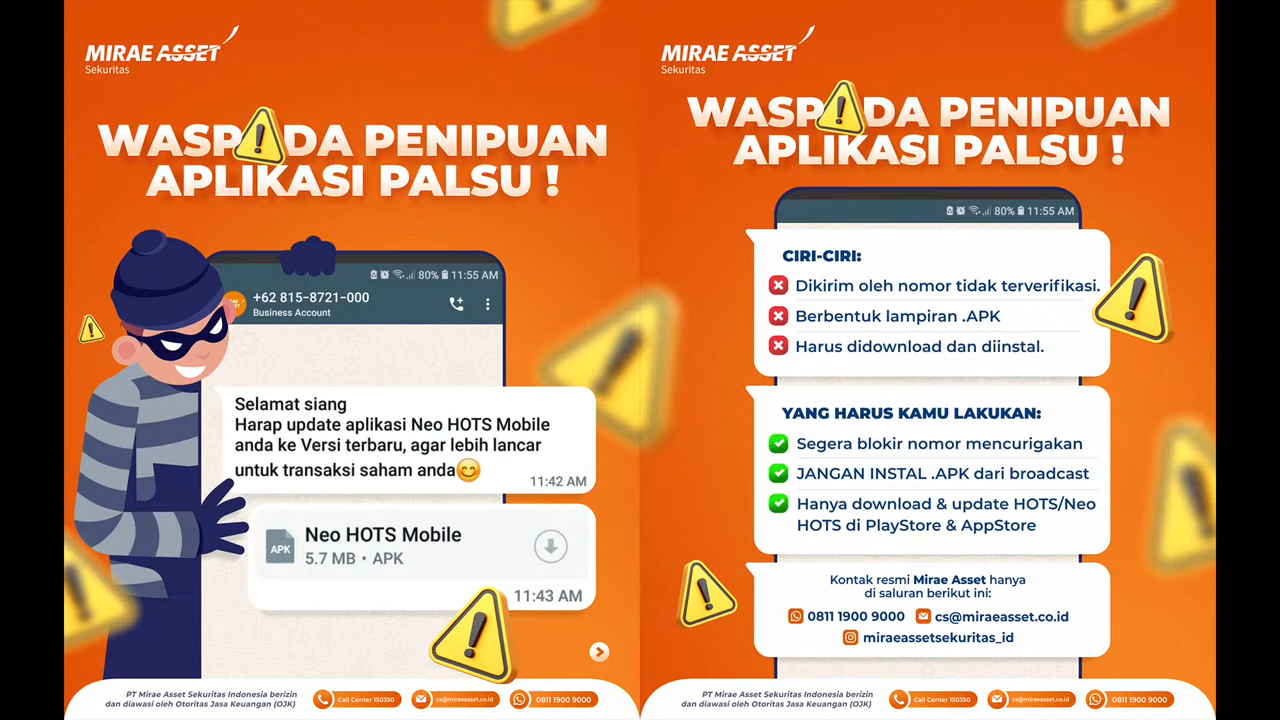 MIRAE ASSET
Sekuritas
WASPADA PENIPUAN
APLIKASI PALSU !
80% 11:55 AM
+62 815-8721-000
Business Account
Selamat siang
Harap update aplikasi Neo HOTS Mobile
anda ke Versi terbaru, agar lebih lancar
untuk transaksi saham anda😊
11:42 AM
APK
Neo HOTS Mobile
5.7 MB • APK
11:43 AM
PT Mirae Asset Sekuritas Indonesia berizin
dan diawasi oleh Otoritas Jasa Keuangan (OJK)
Call Center 150350
cs@miraeasset.co.id
0811 1900 9000
MIRAE ASSET
Sekuritas
WASPADA PENIPUAN
APLIKASI PALSU !
80% 11:55 AM
CIRI-CIRI:
Dikirim oleh nomor tidak terverifikasi.
Berbentuk lampiran .APK
Harus didownload dan diinstal.
YANG HARUS KAMU LAKUKAN:
Segera blokir nomor mencurigakan
JANGAN INSTAL .APK dari broadcast
Hanya download & update HOTS/Neo
HOTS di PlayStore & AppStore
Kontak resmi Mirae Asset hanya
di saluran berikut ini:
0811 1900 9000 cs@miraeasset.co.id
miraeassetsekuritas_id
PT Mirae Asset Sekuritas Indonesia berizin
dan diawasi oleh Otoritas Jasa Keuangan (OJK)
Call Center 150350
cs@miraeasset.co.id
0811 1900 9000